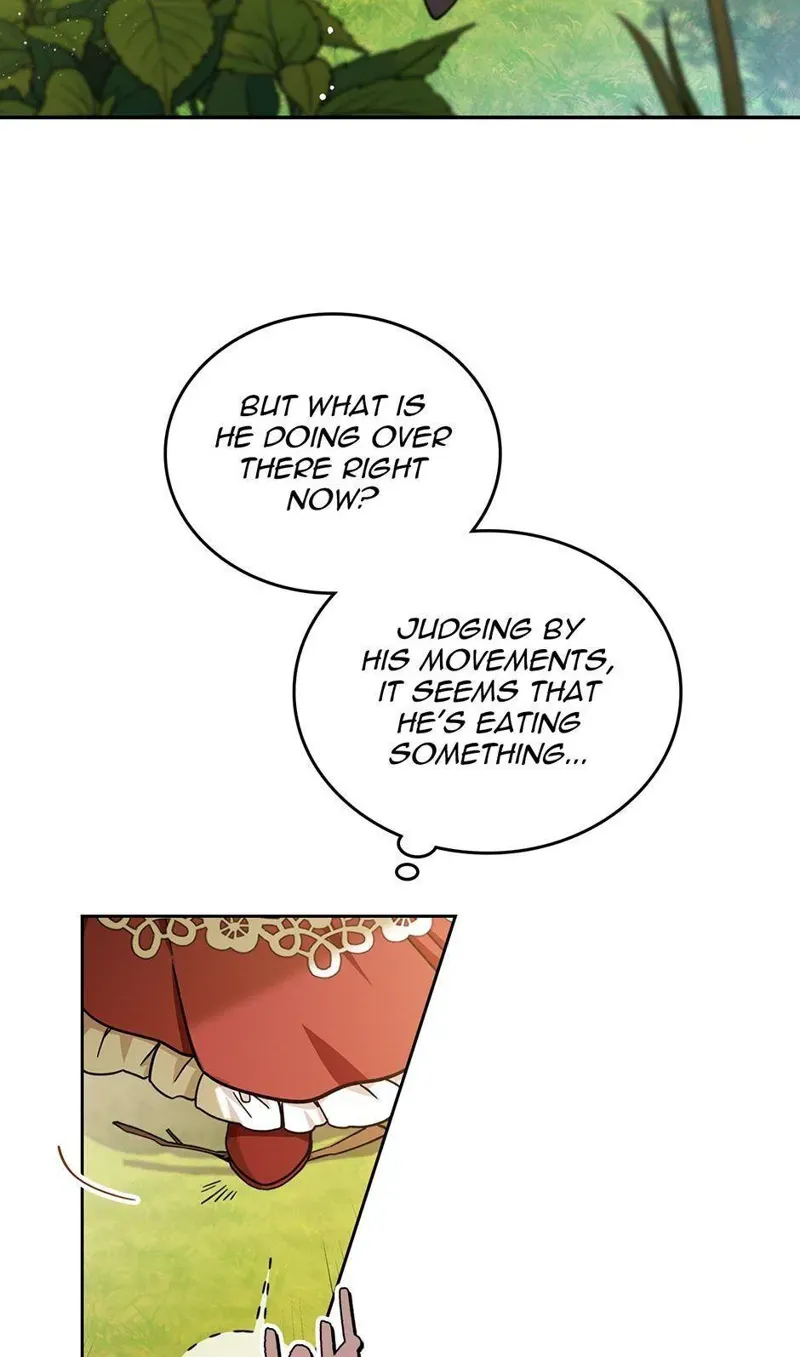 BUT WHAT IS
HE DOING OVER
THERE RIGHT
NOW?
JUDGING BY
HIS MOVEMENTS,
IT SEEMS THAT
HE'S EATING
SOMETHING...